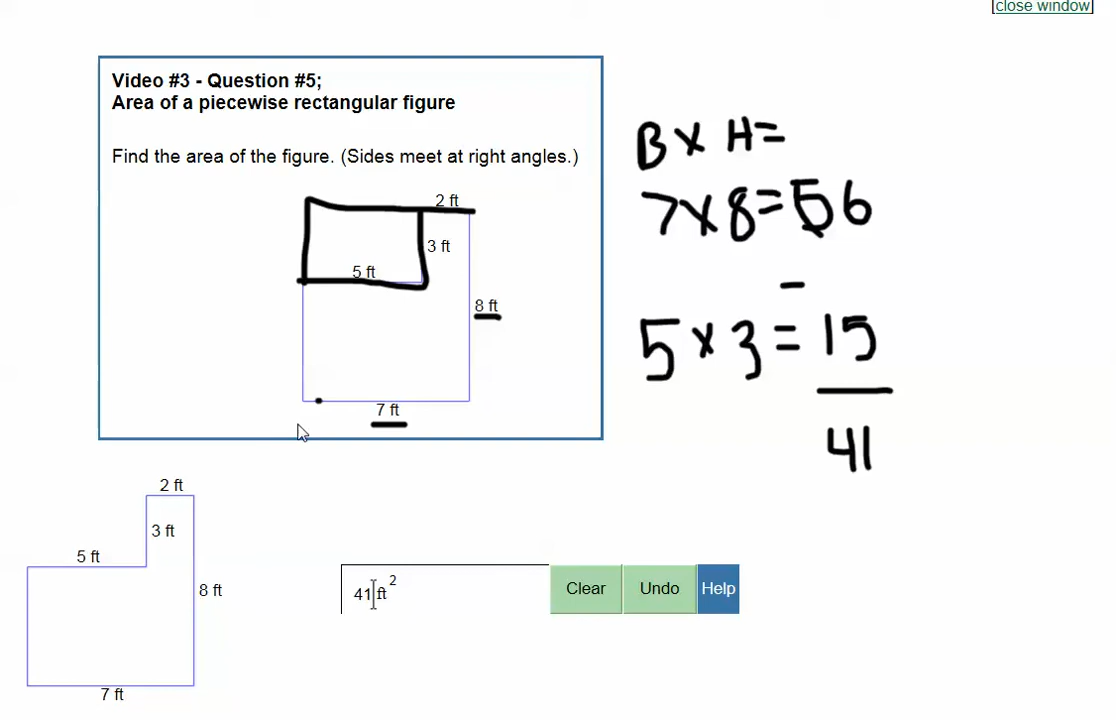 [close window]
Video #3 - Question #5;
Area of a piecewise rectangular figure
Find the area of the figure. (Sides meet at right angles.)
2 ft
3 ft
5 ft
8 ft
7 ft
B x H =
7 x 8 = 56
-
5 x 3 = 15
41
2 ft
3 ft
5 ft
8 ft
7 ft
41 ft 2
Clear
Undo
Help